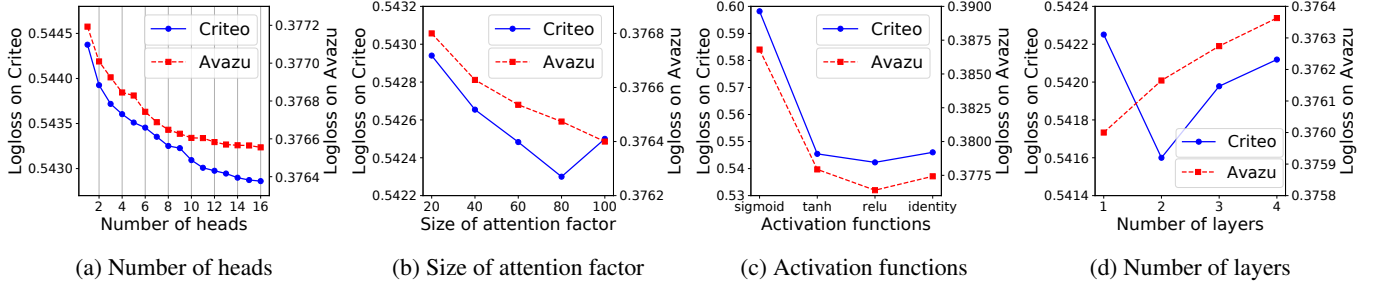 0.5445
0.5440
0.5435
0.5430
Logloss on Criteo
Criteo
Avazu
0.3772
0.3770
0.3768
0.3766
0.3764
Logloss on Avazu
2 4 6 8 10 12 14 16
Number of heads
(a) Number of heads
0.5432
0.5430
0.5428
0.5426
0.5424
0.5422
Logloss on Criteo
Criteo
Avazu
0.3768
0.3766
0.3764
0.3762
Logloss on Avazu
20 40 60 80 100
Size of attention factor
(b) Size of attention factor
0.60
0.59
0.58
0.57
0.56
0.55
0.54
0.53
Logloss on Criteo
Criteo
Avazu
0.3900
0.3875
0.3850
0.3825
0.3800
0.3775
Logloss on Avazu
sigmoid tanh relu identity
Activation functions
(c) Activation functions
0.5424
0.5422
0.5420
0.5418
0.5416
0.5414
Logloss on Criteo
Criteo
Avazu
0.3764
0.3763
0.3762
0.3761
0.3760
0.3759
0.3758
Logloss on Avazu
1 2 3 4
Number of layers
(d) Number of layers